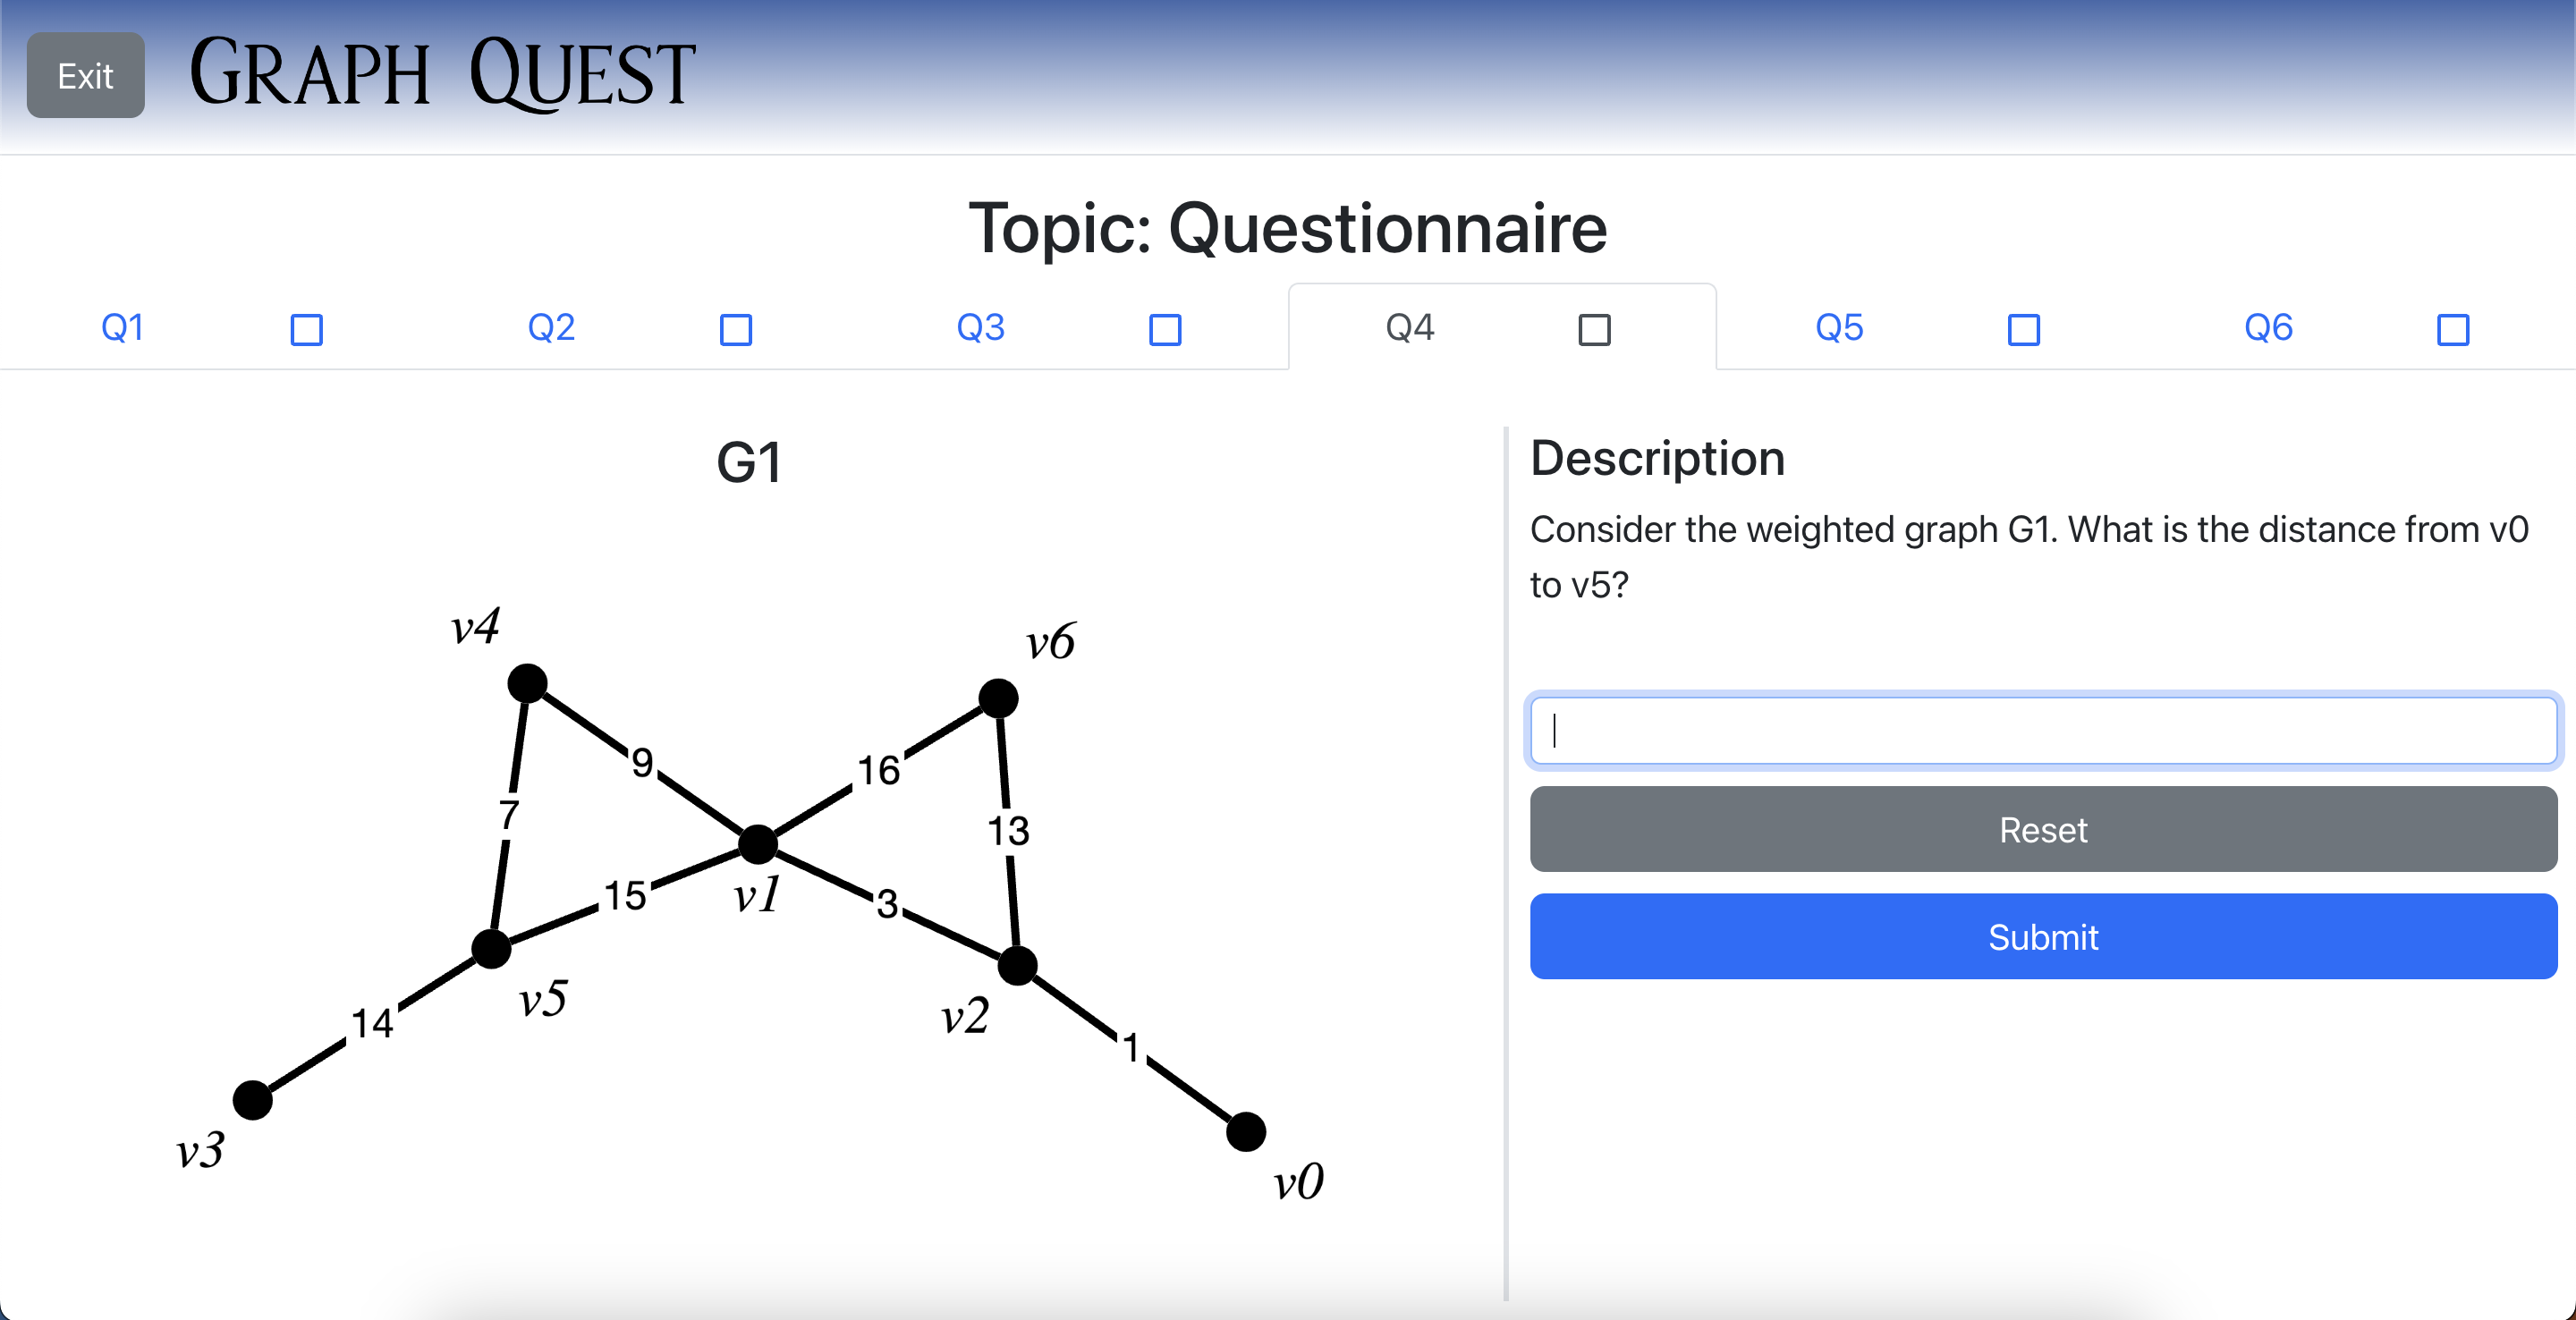 Exit
GRAPH QUEST
Topic: Questionnaire
Q1
Q2
Q3
Q4
Q5
Q6
G1
v4
v6
9
16
7
13
15
v1
3
v5
v2
14
1
v3
v0
Description
Consider the weighted graph G1. What is the distance from v0
to v5?
Reset
Submit